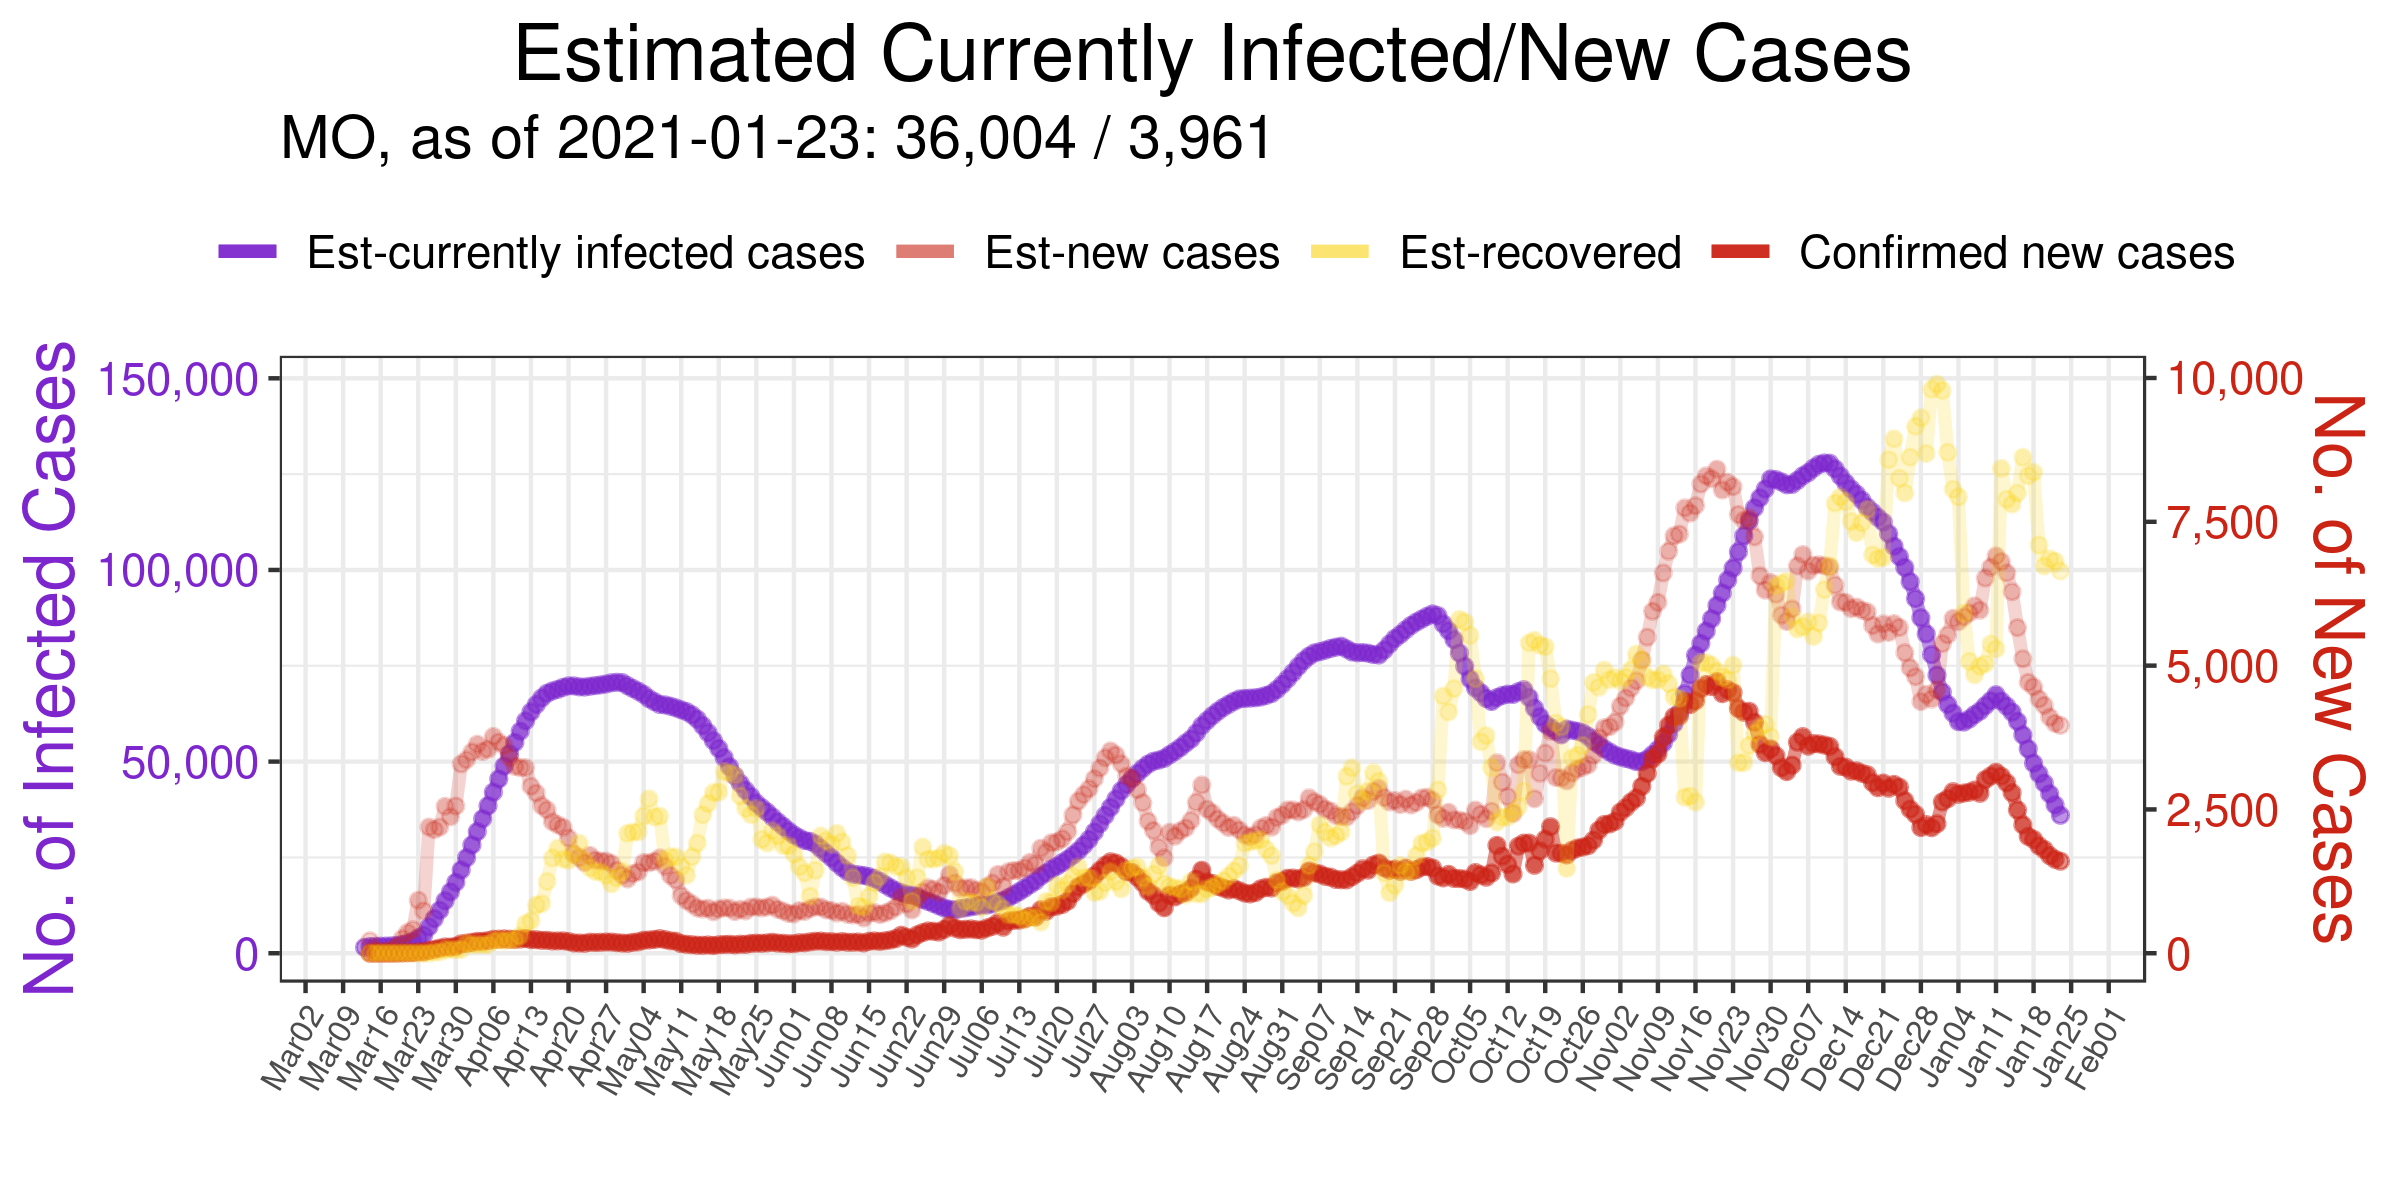 Estimated Currently Infected/New Cases
MO, as of 2021-01-23: 36,004 / 3,961
Est-currently infected cases Est-new cases Est-recovered Confirmed new cases
No. of Infected Cases
150,000
100,000
50,000
0
10,000
7,500
5,000
2,500
0
No. of New Cases
Mar02 Mar09 Mar16 Mar23 Mar30 Apr06 Apr13 Apr20 Apr27 May04 May11 May18 May25 Jun01 Jun08 Jun15 Jun22 Jun29 Jul06 Jul13 Jul20 Jul27 Aug03 Aug10 Aug17 Aug24 Aug31 Sep07 Sep14 Sep21 Sep28 Oct05 Oct12 Oct19 Oct26 Nov02 Nov09 Nov16 Nov23 Nov30 Dec07 Dec14 Dec21 Dec28 Jan04 Jan11 Jan18 Jan25 Feb01